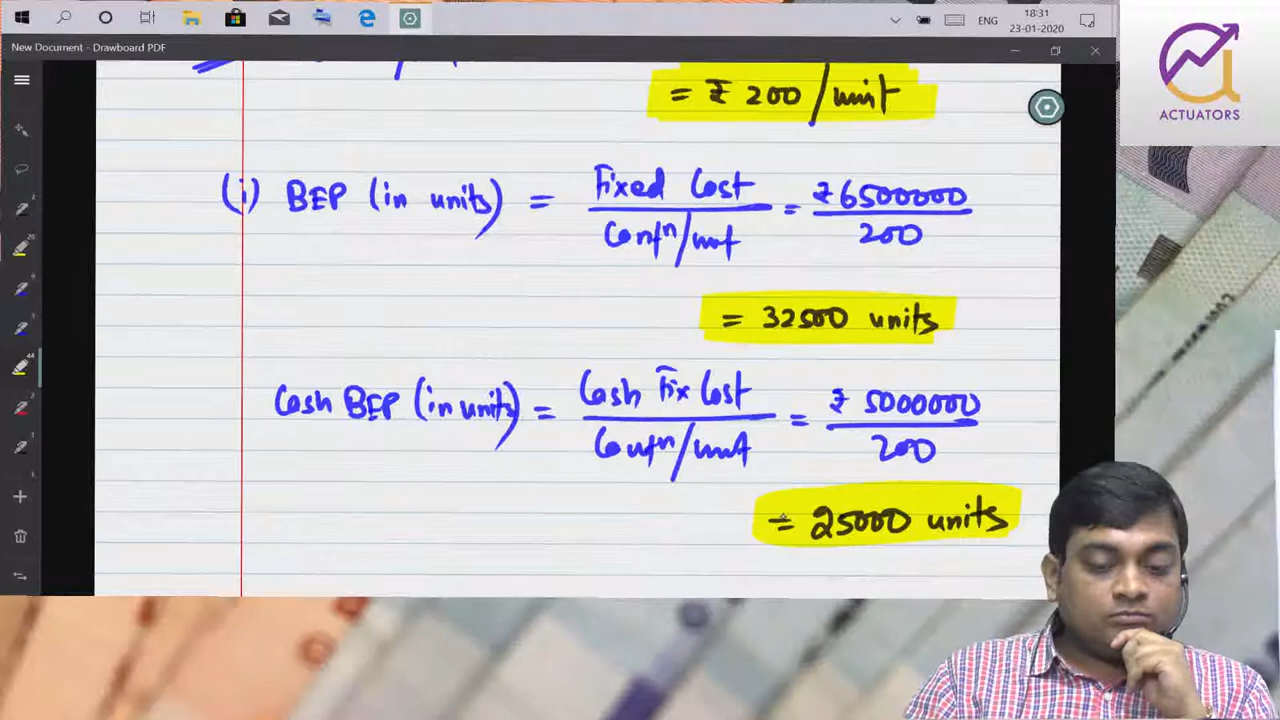 18:31
ENG
23-01-2020
New Document - Drawboard PDF
ACTUATORS
= ₹ 200 / unit
(i) BEP (in units) = Fixed Cost / Contn/unit = ₹6500000 / 200
= 32500 units
Cash BEP (in units) = Cash Fix Cost / Contn/unit = ₹ 5000000 / 200
= 25000 units